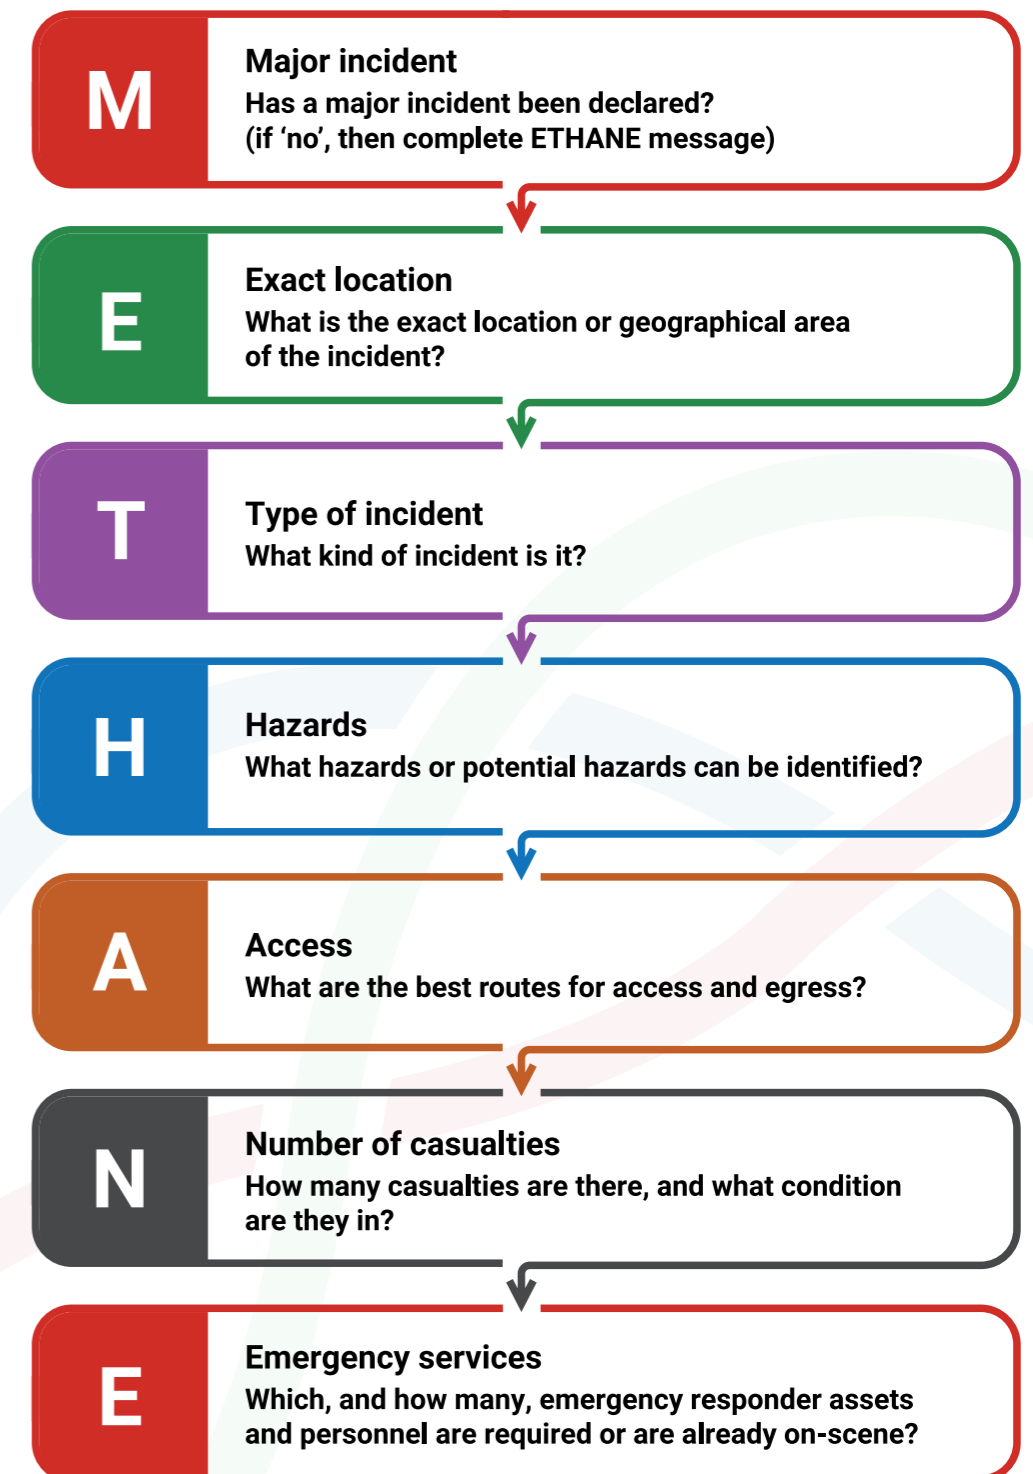 M
Major incident
Has a major incident been declared?
(if ‘no’, then complete ETHANE message)
E
Exact location
What is the exact location or geographical area
of the incident?
T
Type of incident
What kind of incident is it?
H
Hazards
What hazards or potential hazards can be identified?
A
Access
What are the best routes for access and egress?
N
Number of casualties
How many casualties are there, and what condition
are they in?
E
Emergency services
Which, and how many, emergency responder assets
and personnel are required or are already on-scene?